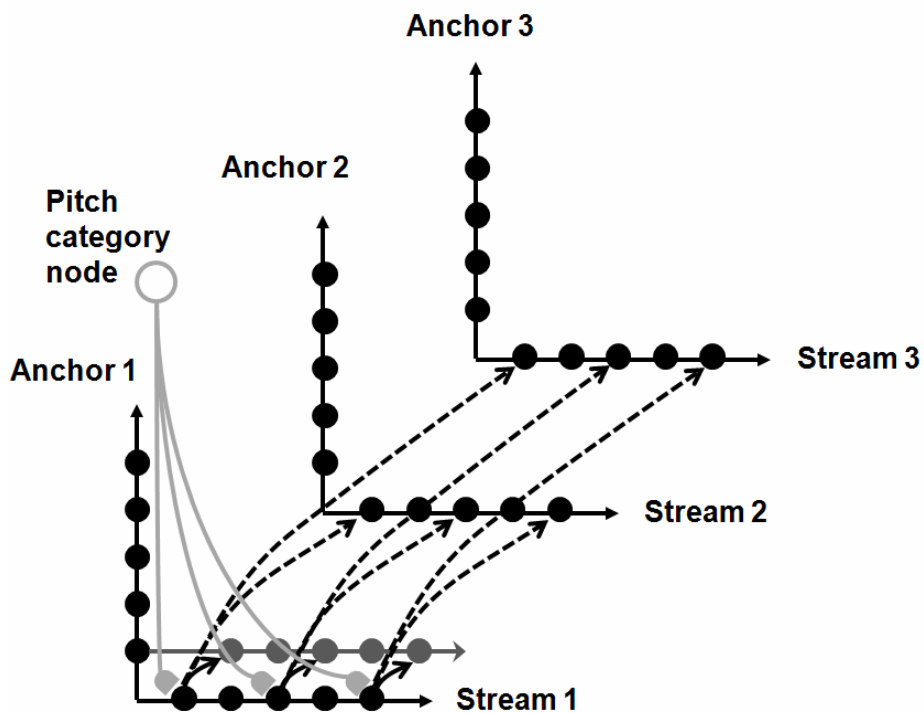 Anchor 3
Anchor 2
Pitch
category
node
Anchor 1
Stream 3
Stream 2
Stream 1